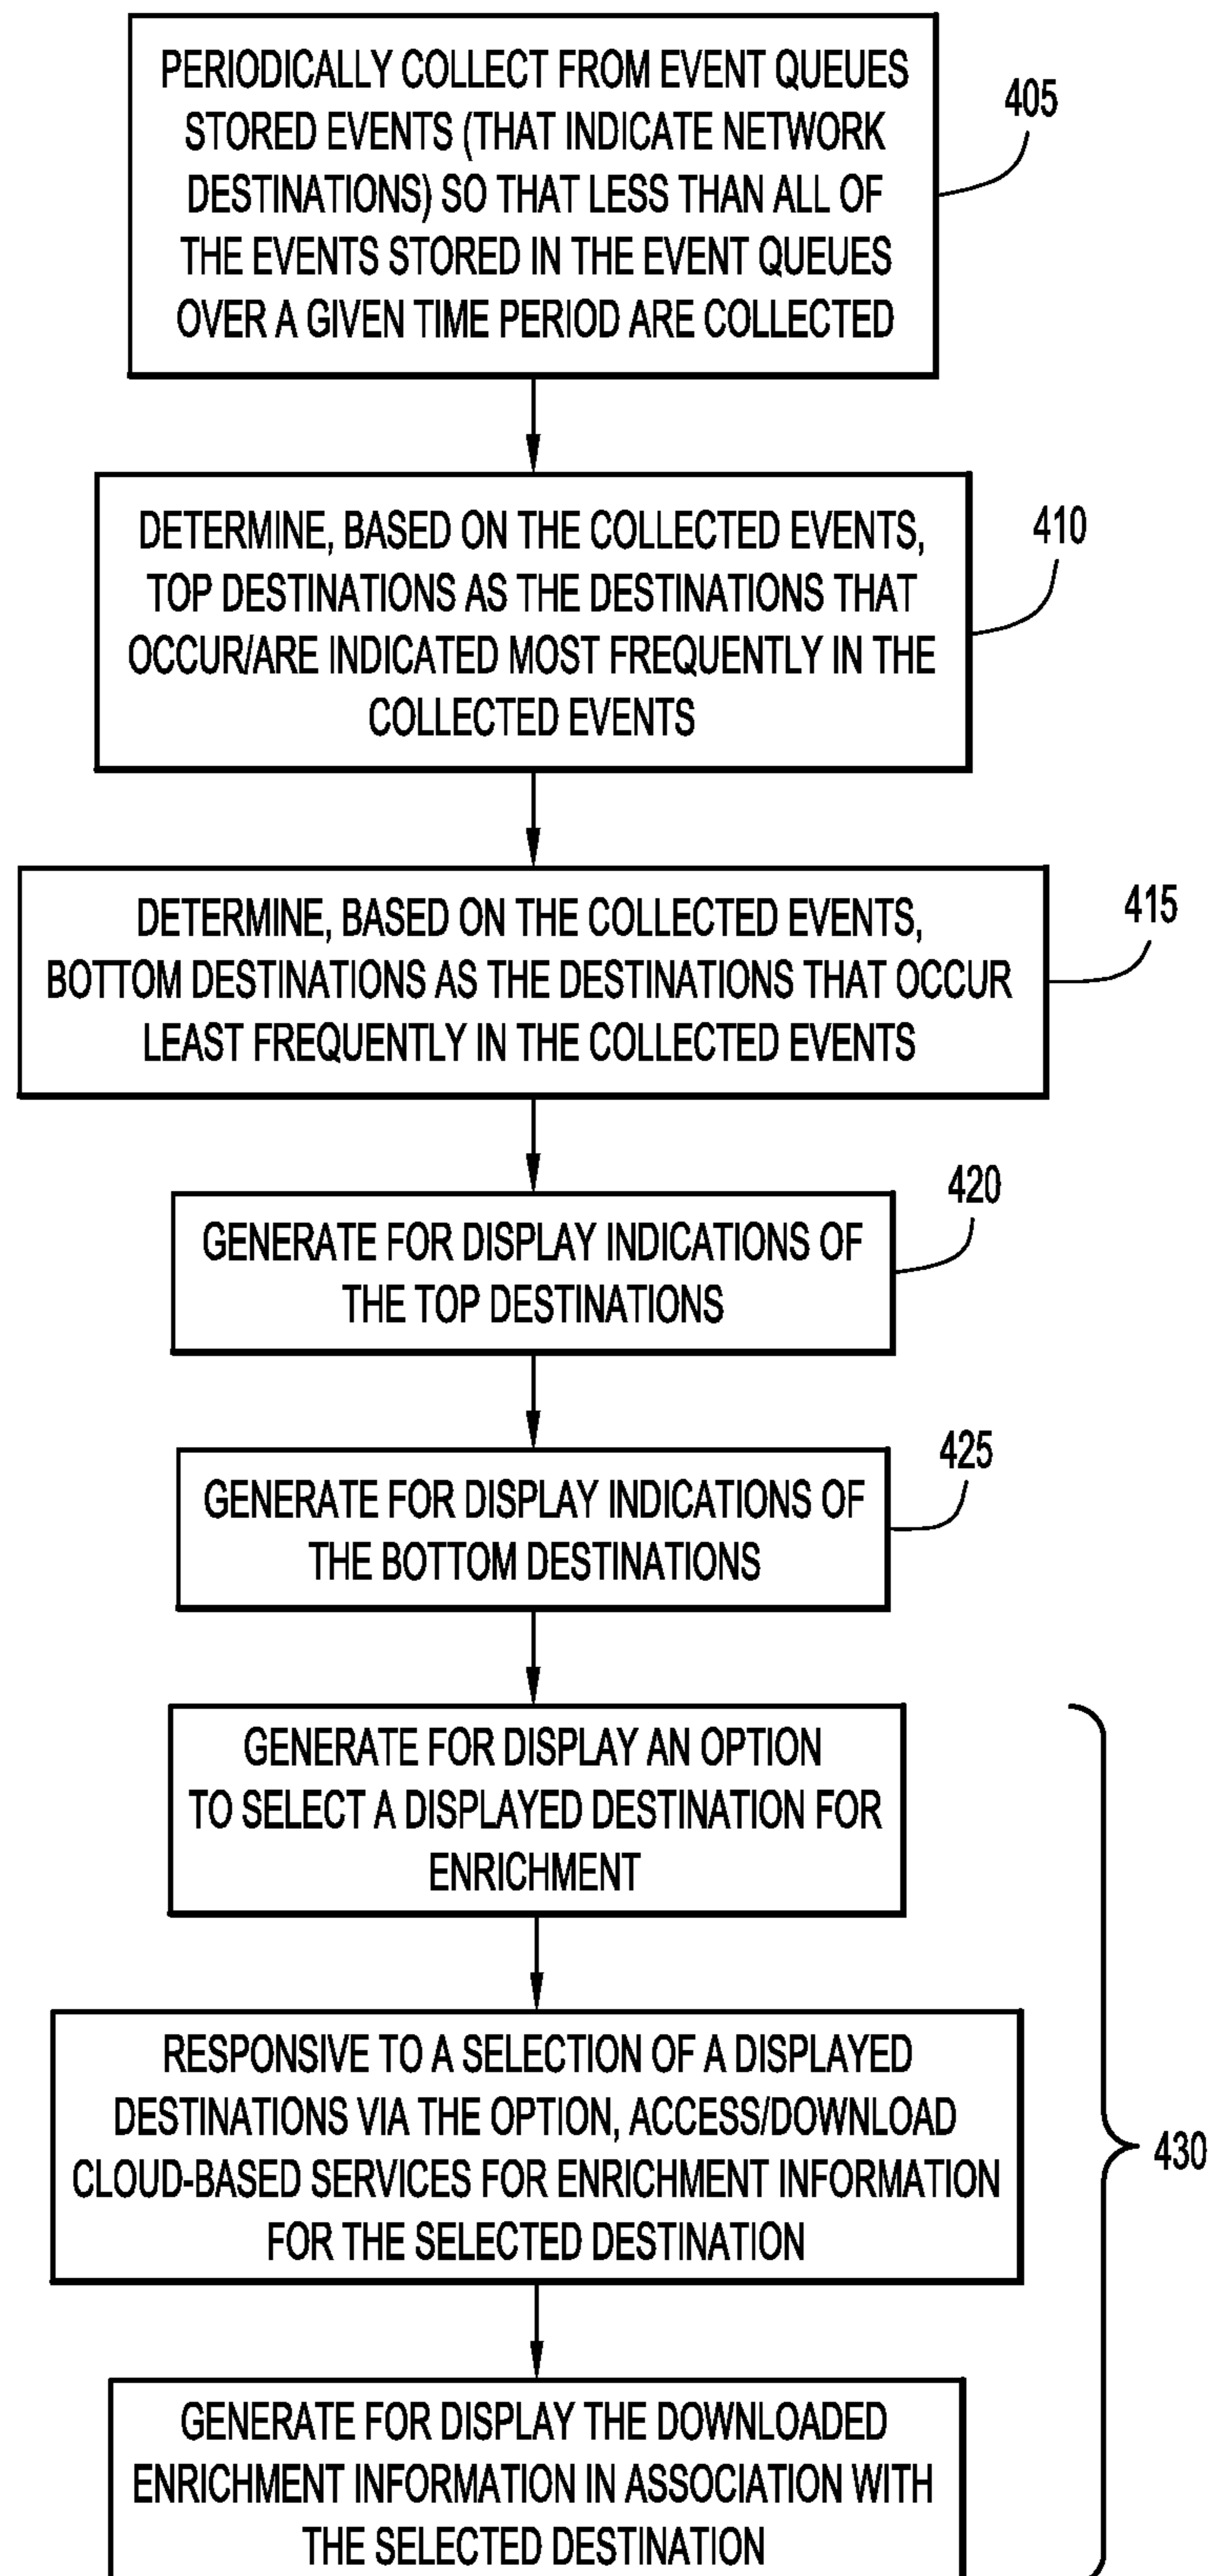 PERIODICALLY COLLECT FROM EVENT QUEUES
STORED EVENTS (THAT INDICATE NETWORK
DESTINATIONS) SO THAT LESS THAN ALL OF
THE EVENTS STORED IN THE EVENT QUEUES
OVER A GIVEN TIME PERIOD ARE COLLECTED
405
DETERMINE, BASED ON THE COLLECTED EVENTS,
TOP DESTINATIONS AS THE DESTINATIONS THAT
OCCUR/ARE INDICATED MOST FREQUENTLY IN THE
COLLECTED EVENTS
410
DETERMINE, BASED ON THE COLLECTED EVENTS,
BOTTOM DESTINATIONS AS THE DESTINATIONS THAT OCCUR
LEAST FREQUENTLY IN THE COLLECTED EVENTS
415
GENERATE FOR DISPLAY INDICATIONS OF
THE TOP DESTINATIONS
420
GENERATE FOR DISPLAY INDICATIONS OF
THE BOTTOM DESTINATIONS
425
GENERATE FOR DISPLAY AN OPTION
TO SELECT A DISPLAYED DESTINATION FOR
ENRICHMENT
RESPONSIVE TO A SELECTION OF A DISPLAYED
DESTINATIONS VIA THE OPTION, ACCESS/DOWNLOAD
CLOUD-BASED SERVICES FOR ENRICHMENT INFORMATION
FOR THE SELECTED DESTINATION
430
GENERATE FOR DISPLAY THE DOWNLOADED
ENRICHMENT INFORMATION IN ASSOCIATION WITH
THE SELECTED DESTINATION